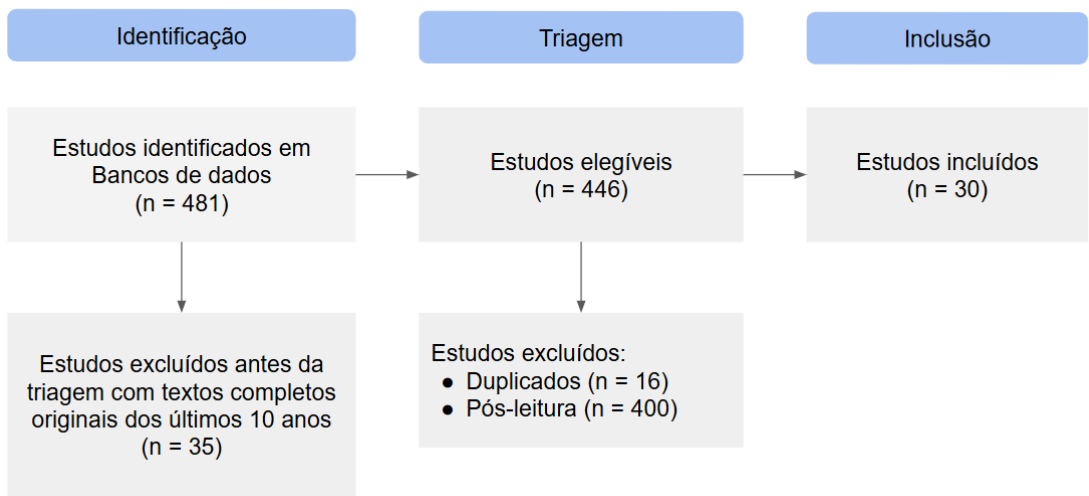 Identificação
Triagem
Inclusão
Estudos identificados em
Bancos de dados
(n = 481)
Estudos elegíveis
(n = 446)
Estudos incluídos
(n = 30)
Estudos excluídos antes da
triagem com textos completos
originais dos últimos 10 anos
(n = 35)
Estudos excluídos:
● Duplicados (n = 16)
● Pós-leitura (n = 400)